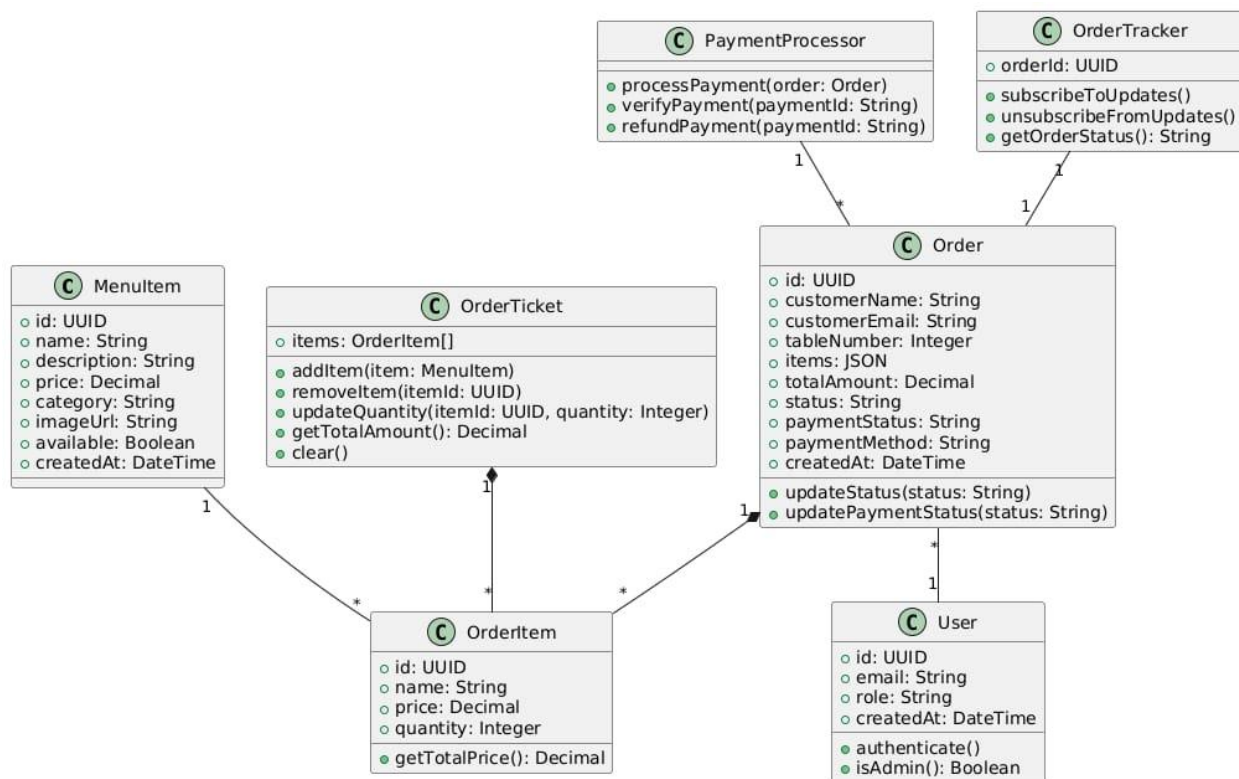 C PaymentProcessor
processPayment(order: Order)
verifyPayment(paymentId: String)
refundPayment(paymentId: String)
1
*
C OrderTracker
orderId: UUID
subscribeToUpdates()
unsubscribeFromUpdates()
getOrderStatus(): String
1
1
C MenuItem
id: UUID
name: String
description: String
price: Decimal
category: String
imageUrl: String
available: Boolean
createdAt: DateTime
1
*
C OrderTicket
items: OrderItem[]
addItem(item: MenuItem)
removeItem(itemId: UUID)
updateQuantity(itemId: UUID, quantity: Integer)
getTotalAmount(): Decimal
clear()
1
*
C Order
id: UUID
customerName: String
customerEmail: String
tableNumber: Integer
items: JSON
totalAmount: Decimal
status: String
paymentStatus: String
paymentMethod: String
createdAt: DateTime
updateStatus(status: String)
updatePaymentStatus(status: String)
1
*
*
1
C OrderItem
id: UUID
name: String
price: Decimal
quantity: Integer
getTotalPrice(): Decimal
C User
id: UUID
email: String
role: String
createdAt: DateTime
authenticate()
isAdmin(): Boolean